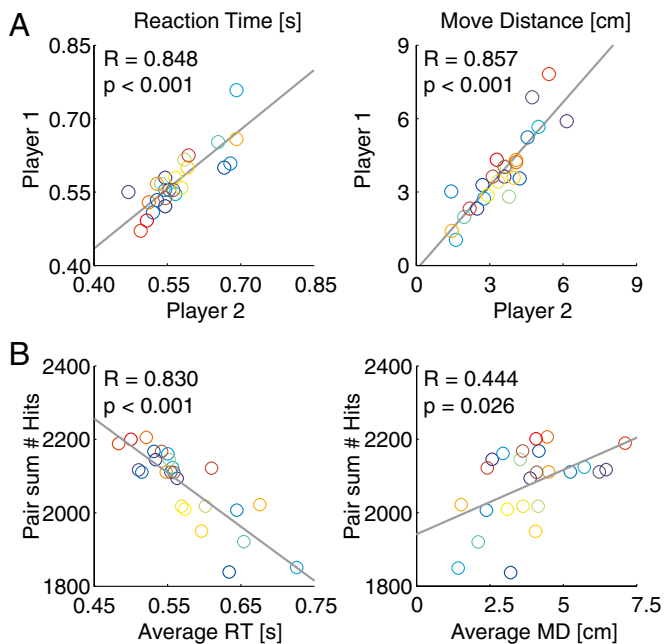 A
Reaction Time [s]
Move Distance [cm]
0.85
R = 0.848
p < 0.001
0.70
Player 1
0.55
0.40
0.40
0.55
0.70
0.85
Player 2
9
R = 0.857
p < 0.001
6
Player 1
3
0
0
3
6
9
Player 2
B
2400
R = 0.830
p < 0.001
2200
Pair sum # Hits
2000
1800
0.45
0.55
0.65
0.75
Average RT [s]
2400
R = 0.444
p = 0.026
2200
Pair sum # Hits
2000
1800
0
2.5
5
7.5
Average MD [cm]